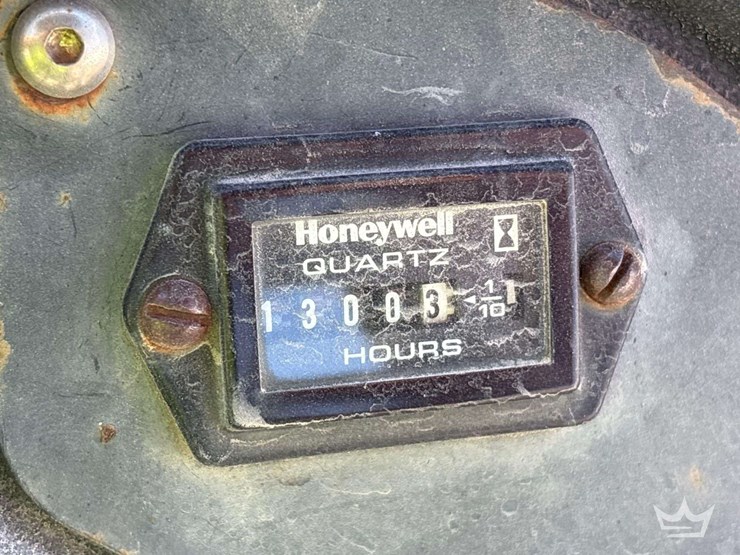 Honeywell
QUARTZ
13003 ◄ 1/10
HOURS